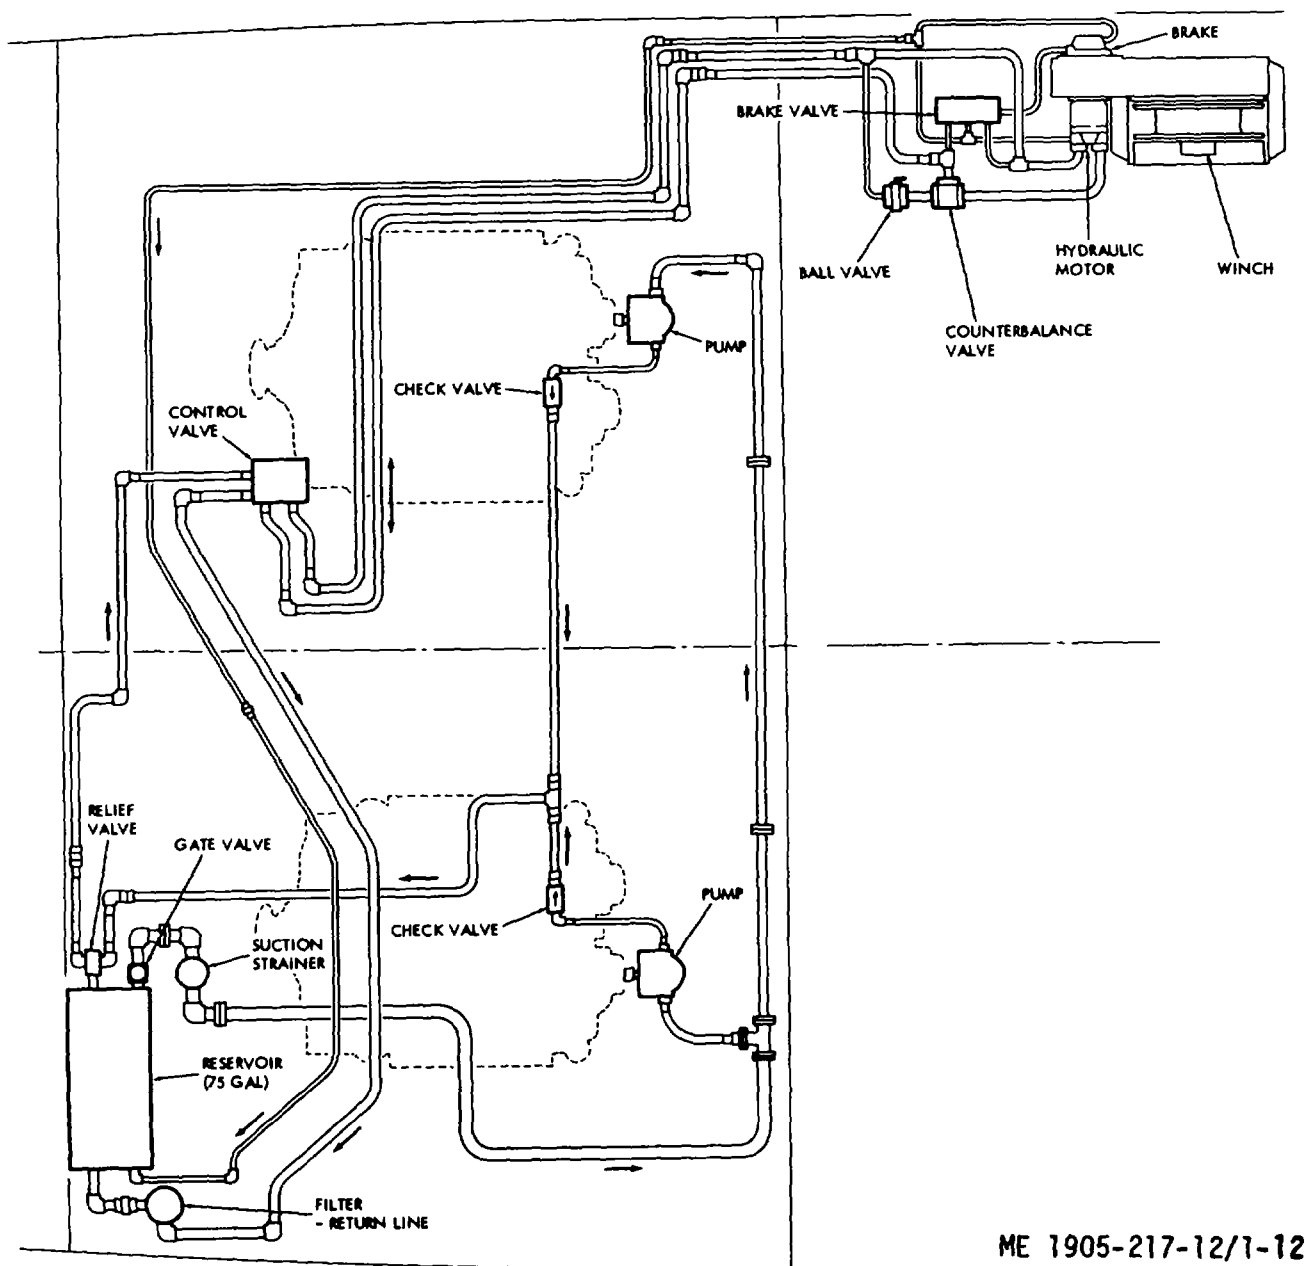 BRAKE
BRAKE VALVE
BALL VALVE
HYDRAULIC
MOTOR
WINCH
COUNTERBALANCE
VALVE
PUMP
CHECK VALVE
CONTROL
VALVE
RELIEF
VALVE
GATE VALVE
PUMP
CHECK VALVE
SUCTION
STRAINER
RESERVOIR
(75 GAL)
FILTER
- RETURN LINE
ME 1905-217-12/1-12